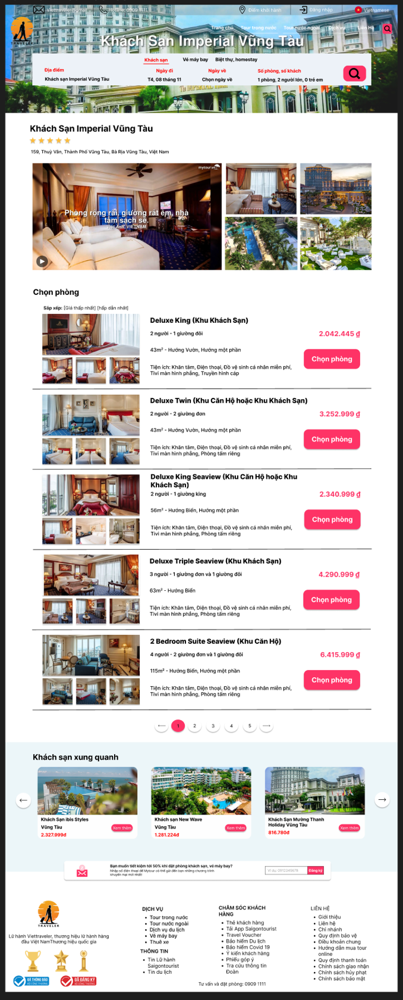 Viettraveler@gmail
Hotline: 0909 1111
Điểm khởi hành
Đăng nhập
Vietnamese
TRAVELER
Trang chủ
Tour trong nước
Tour nước ngoài
Dịch vụ
Liên Hệ
Khách Sạn Imperial Vũng Tàu
Khách sạn
Vé máy bay
Biệt thự, homestay
Địa điểm
Ngày đi
Ngày về
Số phòng, số khách
Khách sạn Imperial Vũng Tàu
T4, 08 tháng 11
Chọn ngày về
1 phòng, 2 người lớn, 0 trẻ em
The IMPERIAL
Khách Sạn Imperial Vũng Tàu
159, Thuỳ Vân, Thành Phố Vũng Tàu, Bà Rịa Vũng Tàu, Việt Nam
mytour.vn
Phòng rộng rãi, giường rất êm, nhà
tắm sạch sẽ.
Việt Anh, VIETNAM
Chọn phòng
Sắp xếp: [Giá thấp nhất] [hấp dẫn nhất]
Deluxe King (Khu Khách Sạn)
2 người - 1 giường đôi
2.042.445 ₫
43m² - Hướng Vườn, Hướng một phần
Chọn phòng
Tiện ích: Khăn tắm, Điện thoại, Đồ vệ sinh cá nhân miễn phí,
Tivi màn hình phẳng, Truyền hình cáp
Deluxe Twin (Khu Căn Hộ hoặc Khu Khách Sạn)
2 người - 2 giường đơn
3.252.999 ₫
43m² - Hướng Vườn, Hướng một phần
Chọn phòng
Tiện ích: Khăn tắm, Điện thoại, Đồ vệ sinh cá nhân miễn phí,
Tivi màn hình phẳng, Phòng tắm riêng
Deluxe King Seaview (Khu Căn Hộ hoặc Khu
Khách Sạn)
2 người - 1 giường king
2.340.999 ₫
56m² - Hướng Biển, Hướng một phần
Chọn phòng
Tiện ích: Khăn tắm, Điện thoại, Đồ vệ sinh cá nhân miễn phí,
Tivi màn hình phẳng, Phòng tắm riêng
Deluxe Triple Seaview (Khu Khách Sạn)
3 người - 1 giường đơn và 1 giường đôi
4.290.999 ₫
63m² - Hướng Biển
Chọn phòng
Tiện ích: Khăn tắm, Điện thoại, Đồ vệ sinh cá nhân miễn phí,
Tivi màn hình phẳng, Phòng tắm riêng
2 Bedroom Suite Seaview (Khu Căn Hộ)
4 người - 2 giường đơn và 1 giường đôi
6.415.999 ₫
115m² - Hướng Biển, Hướng một phần
Chọn phòng
Tiện ích: Khăn tắm, Điện thoại, Đồ vệ sinh cá nhân miễn phí,
Tivi màn hình phẳng, Phòng tắm riêng
1 2 3 4 5
Khách sạn xung quanh
Khách Sạn ibis Styles
Vũng Tàu
Xem thêm
2.327.999đ
Khách sạn New Wave
Vũng Tàu
Xem thêm
1.281.224đ
Khách Sạn Mường Thanh
Holiday Vũng Tàu
Xem thêm
816.780đ
Bạn muốn tiết kiệm tới 50% khi đặt phòng khách sạn, vé máy bay?
Nhập số điện thoại để Mytour có thể gửi đến bạn những chương trình
khuyến mại mới nhất!
Ví dụ: 0912345678
Đăng ký
TRAVELER
Lữ hành Viettraveler, thương hiệu lữ hành hàng
đầu Việt NamThương hiệu quốc gia
ĐÃ THÔNG BÁO
BỘ CÔNG THƯƠNG
ĐÃ ĐĂNG KÝ
BỘ CÔNG THƯƠNG
DỊCH VỤ
Tour trong nước
Tour nước ngoài
Dịch vụ du lịch
Vé máy bay
Thuê xe
THÔNG TIN
Tin Lữ hành
Saigontourist
Tin du lịch
CHĂM SÓC KHÁCH
HÀNG
Thẻ khách hàng
Tải App Saigontourist
Travel Voucher
Bảo hiểm Du lịch
Bảo hiểm Covid 19
Ý kiến khách hàng
Phiếu góp ý
Tra cứu thông tin
Đoàn
LIÊN HỆ
Giới thiệu
Liên hệ
Chi nhánh
Quy định bảo vệ
Điều khoản chung
Hướng dẫn mua tour
online
Quy định thanh toán
Chính sách giao nhận
Chính sách hủy phạt
Chính sách bảo mật
Tư vấn và đặt phòng: 0909 1111